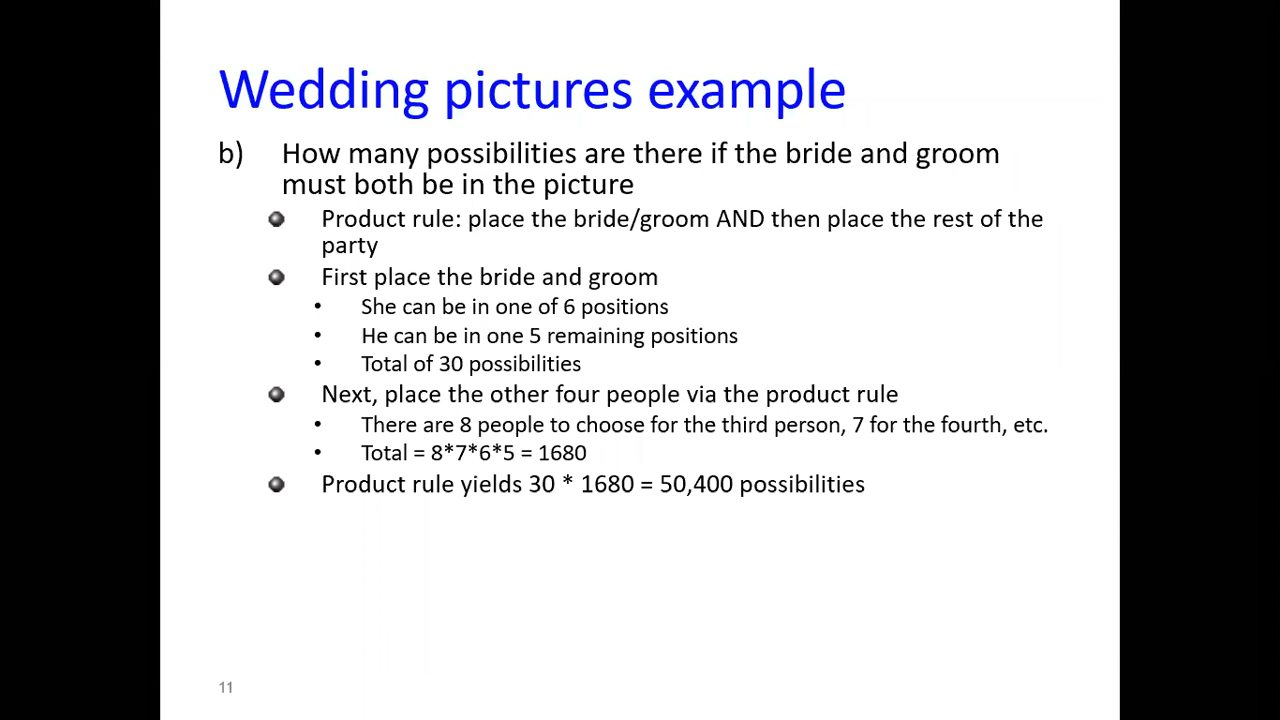 Wedding pictures example
b) How many possibilities are there if the bride and groom
must both be in the picture
Product rule: place the bride/groom AND then place the rest of the
party
First place the bride and groom
• She can be in one of 6 positions
• He can be in one 5 remaining positions
• Total of 30 possibilities
Next, place the other four people via the product rule
• There are 8 people to choose for the third person, 7 for the fourth, etc.
• Total = 8*7*6*5 = 1680
Product rule yields 30 * 1680 = 50,400 possibilities
11